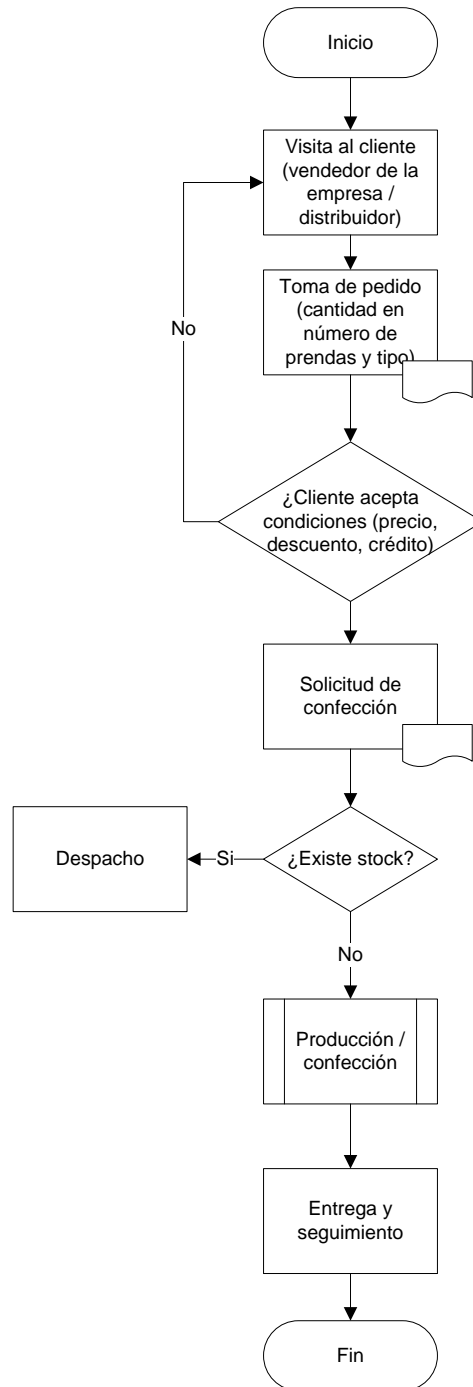 Inicio
Visita al cliente
(vendedor de la
empresa /
distribuidor)
Toma de pedido
(cantidad en
número de
prendas y tipo)
No
¿Cliente acepta
condiciones (precio,
descuento, crédito)
Solicitud de
confección
Despacho
Si
¿Existe stock?
No
Producción /
confección
Entrega y
seguimiento
Fin